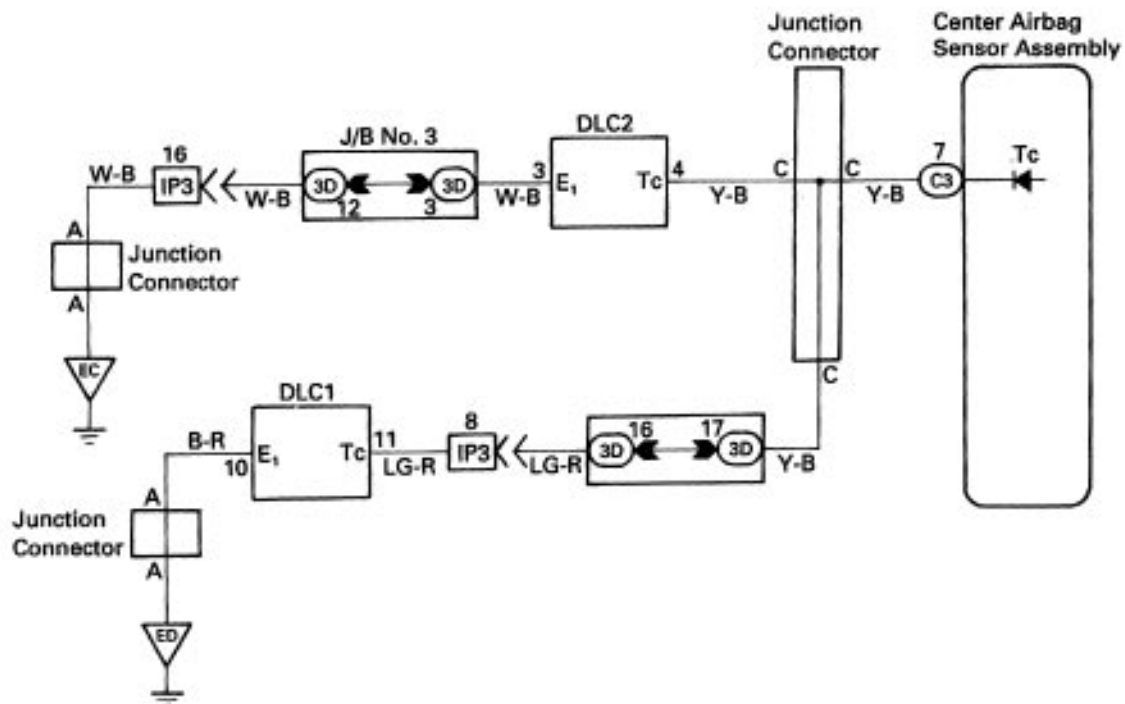 Junction
Connector
Center Airbag
Sensor Assembly
J/B No. 3
DLC2
16
W-B
IP3
W-B
3D
12
3D
3
W-B
3
E₁
Tc
4
Y-B
C
C
Y-B
7
C3
Tc
A
Junction
Connector
A
EC
C
DLC1
B-R
10
E₁
Tc
11
LG-R
8
IP3
LG-R
3D
16
17
3D
Y-B
A
Junction
Connector
A
ED